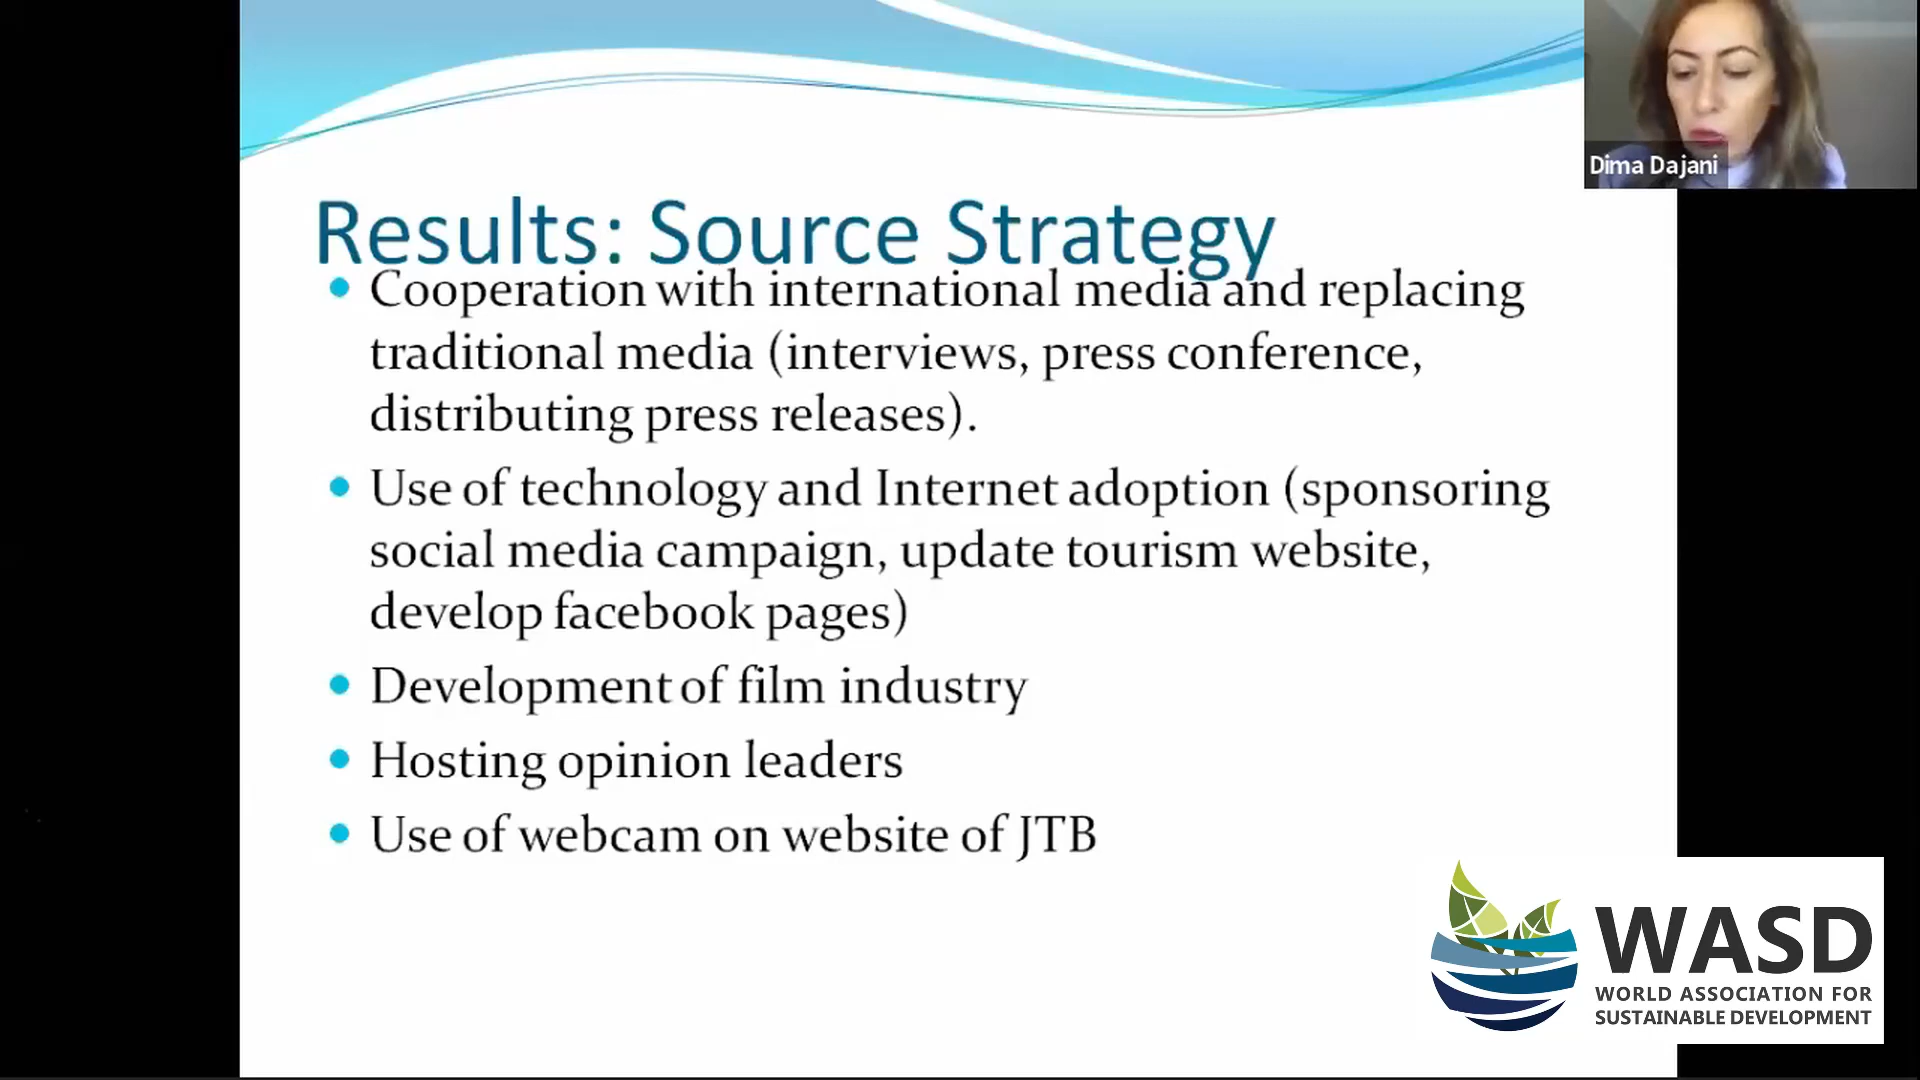 Dima Dajani
Results: Source Strategy
• Cooperation with international media and replacing
traditional media (interviews, press conference,
distributing press releases).
• Use of technology and Internet adoption (sponsoring
social media campaign, update tourism website,
develop facebook pages)
• Development of film industry
• Hosting opinion leaders
• Use of webcam on website of JTB
WASD
WORLD ASSOCIATION FOR
SUSTAINABLE DEVELOPMENT